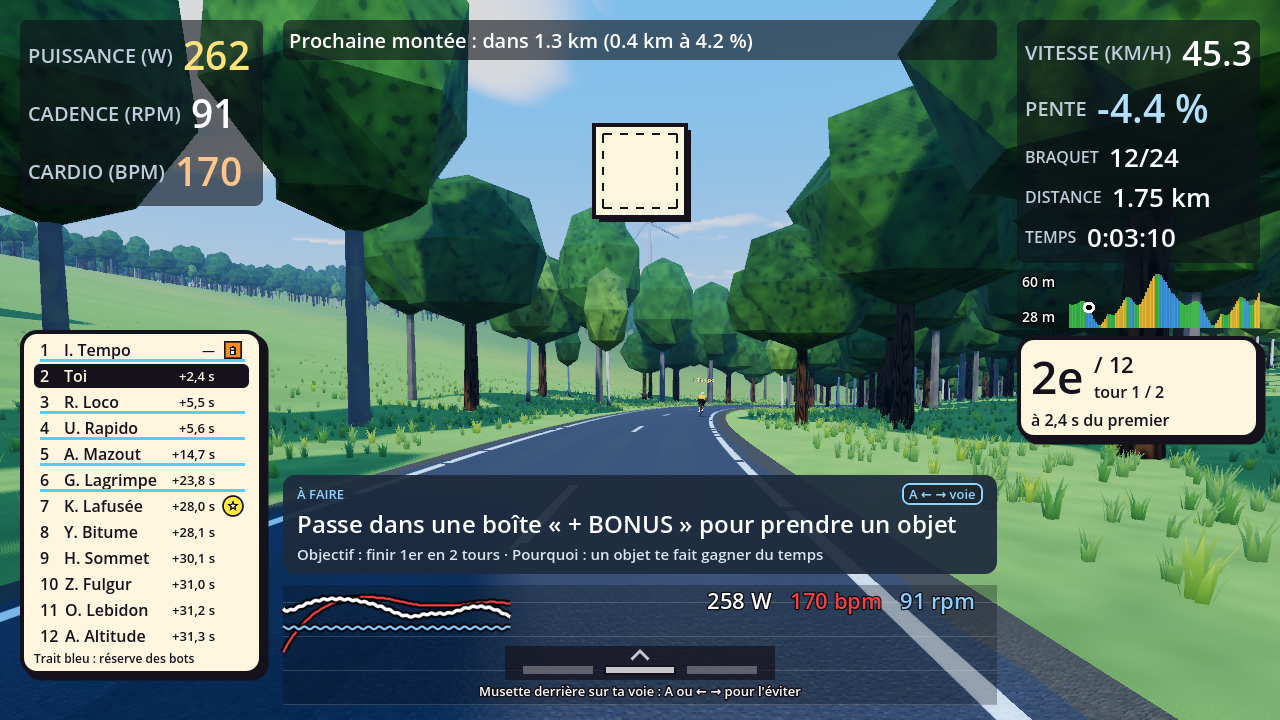 PUISSANCE (W) 262
CADENCE (RPM) 91
CARDIO (BPM) 170
Prochaine montée : dans 1.3 km (0.4 km à 4.2 %)
VITESSE (KM/H) 45.3
PENTE -4.4 %
BRAQUET 12/24
DISTANCE 1.75 km
TEMPS 0:03:10
60 m
28 m
2e / 12
tour 1 / 2
à 2,4 s du premier
1 I. Tempo —
2 Toi +2,4 s
3 R. Loco +5,5 s
4 U. Rapido +5,6 s
5 A. Mazout +14,7 s
6 G. Lagrimpe +23,8 s
7 K. Lafusée +28,0 s
8 Y. Bitume +28,1 s
9 H. Sommet +30,1 s
10 Z. Fulgur +31,0 s
11 O. Lebidon +31,2 s
12 A. Altitude +31,3 s
Trait bleu : réserve des bots
À FAIRE
A ← → voie
Passe dans une boîte « + BONUS » pour prendre un objet
Objectif : finir 1er en 2 tours · Pourquoi : un objet te fait gagner du temps
258 W 170 bpm 91 rpm
Musette derrière sur ta voie : A ou ← → pour l'éviter